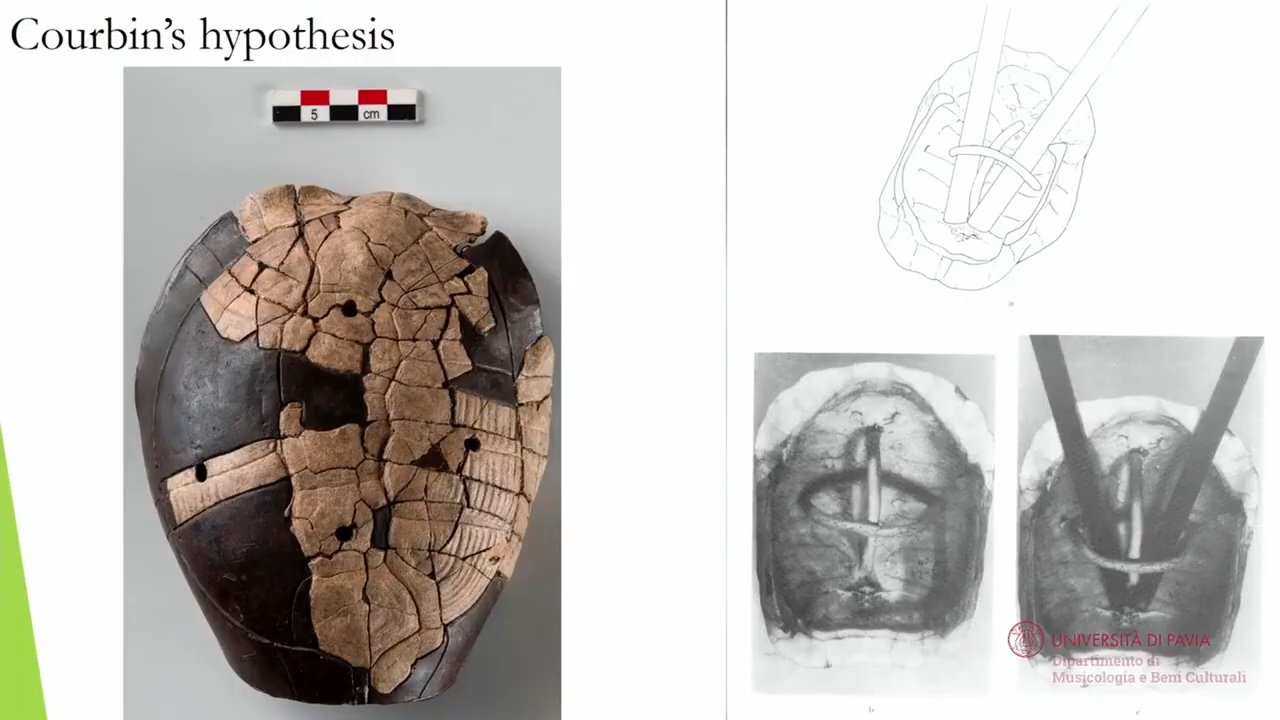 Courbin's hypothesis
5 cm
a
b
c
UNIVERSITÀ DI PAVIA
Dipartimento di
Musicologia e Beni Culturali